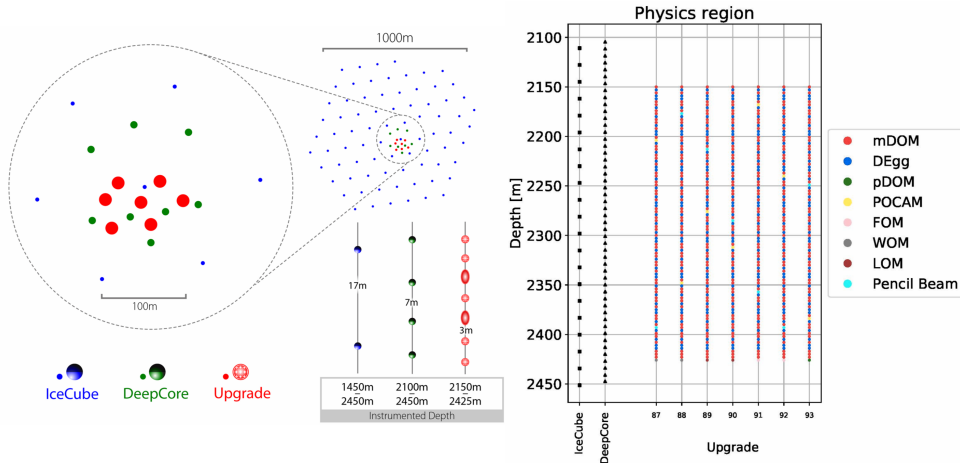 1000m
100m
IceCube
DeepCore
Upgrade
17m
7m
3m
1450m
2450m
2100m
2450m
2150m
2425m
Instrumented Depth
Physics region
Depth [m]
2100
2150
2200
2250
2300
2350
2400
2450
IceCube
DeepCore
87
88
89
90
91
92
93
Upgrade
mDOM
DEgg
pDOM
POCAM
FOM
WOM
LOM
Pencil Beam